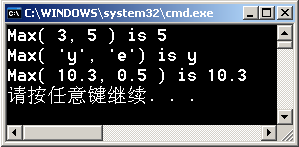 C:\WINDOWS\system32\cmd.exe
Max( 3, 5 ) is 5
Max( 'y', 'e') is y
Max( 10.3, 0.5 ) is 10.3
请按任意键继续. . .